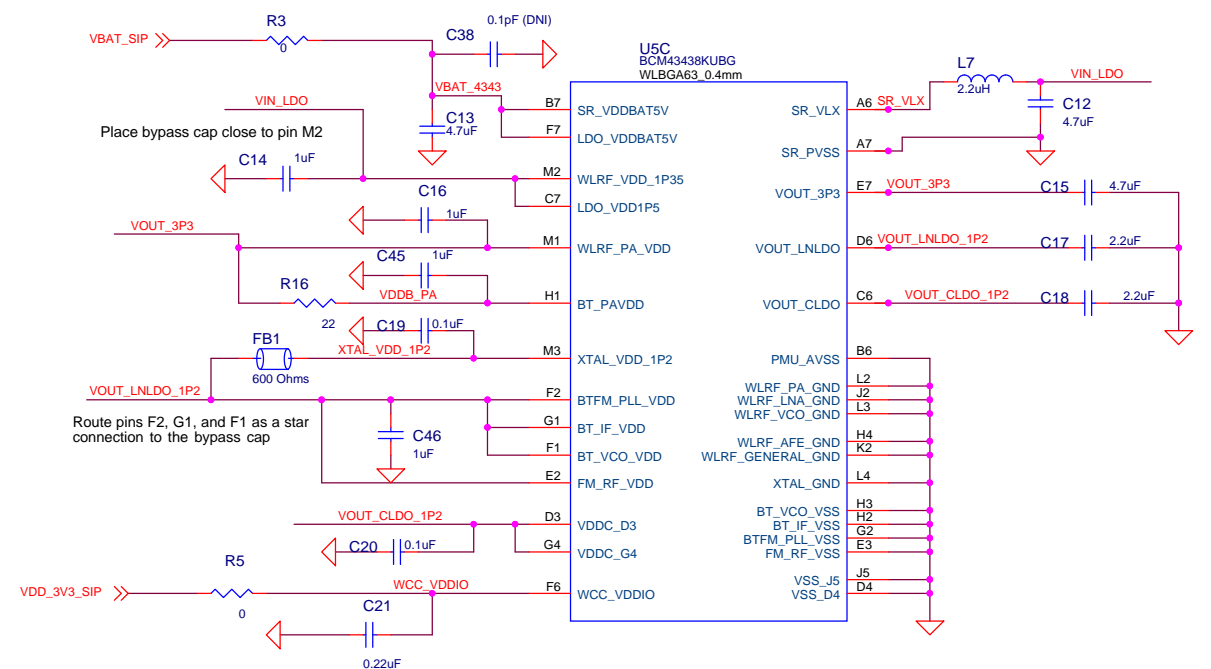 R3
0
VBAT_SIP
C38
0.1pF (DNI)
VBAT_4343
C13
4.7uF
VIN_LDO
Place bypass cap close to pin M2
C14
1uF
C16
1uF
VOUT_3P3
C45
1uF
R16
22
VDDB_PA
C19
0.1uF
FB1
600 Ohms
XTAL_VDD_1P2
VOUT_LNLDO_1P2
Route pins F2, G1, and F1 as a star
connection to the bypass cap
C46
1uF
VOUT_CLDO_1P2
C20
0.1uF
R5
0
VDD_3V3_SIP
WCC_VDDIO
C21
0.22uF
U5C
BCM43438KUBG
WLBGA63_0.4mm
B7 SR_VDDBAT5V
F7 LDO_VDDBAT5V
M2 WLRF_VDD_1P35
C7 LDO_VDD1P5
M1 WLRF_PA_VDD
H1 BT_PAVDD
M3 XTAL_VDD_1P2
F2 BTFM_PLL_VDD
G1 BT_IF_VDD
F1 BT_VCO_VDD
E2 FM_RF_VDD
D3 VDDC_D3
G4 VDDC_G4
F6 WCC_VDDIO
SR_VLX A6
SR_PVSS A7
VOUT_3P3 E7
VOUT_LNLDO D6
VOUT_CLDO C6
PMU_AVSS B6
WLRF_PA_GND L2
WLRF_LNA_GND J2
WLRF_VCO_GND L3
WLRF_AFE_GND H4
WLRF_GENERAL_GND K2
XTAL_GND L4
BT_VCO_VSS H3
BT_IF_VSS H2
BTFM_PLL_VSS G2
FM_RF_VSS E3
VSS_J5 J5
VSS_D4 D4
SR_VLX
L7
2.2uH
VIN_LDO
C12
4.7uF
VOUT_3P3
C15
4.7uF
VOUT_LNLDO_1P2
C17
2.2uF
VOUT_CLDO_1P2
C18
2.2uF